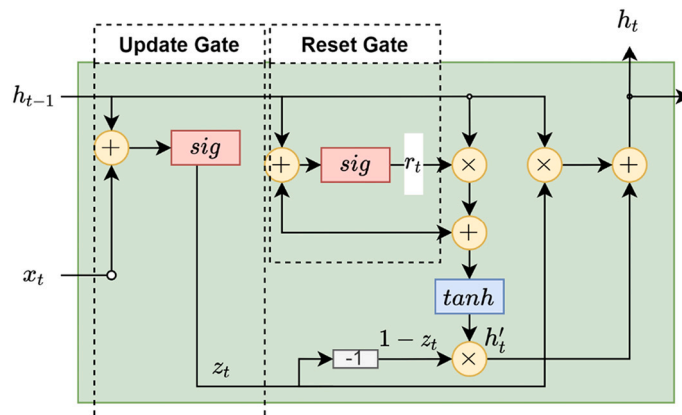 h_t
Update Gate
Reset Gate
h_{t-1}
+
sig
+
sig
r_t
×
×
+
+
x_t
tanh
z_t
-1
1 - z_t
×
h'_t